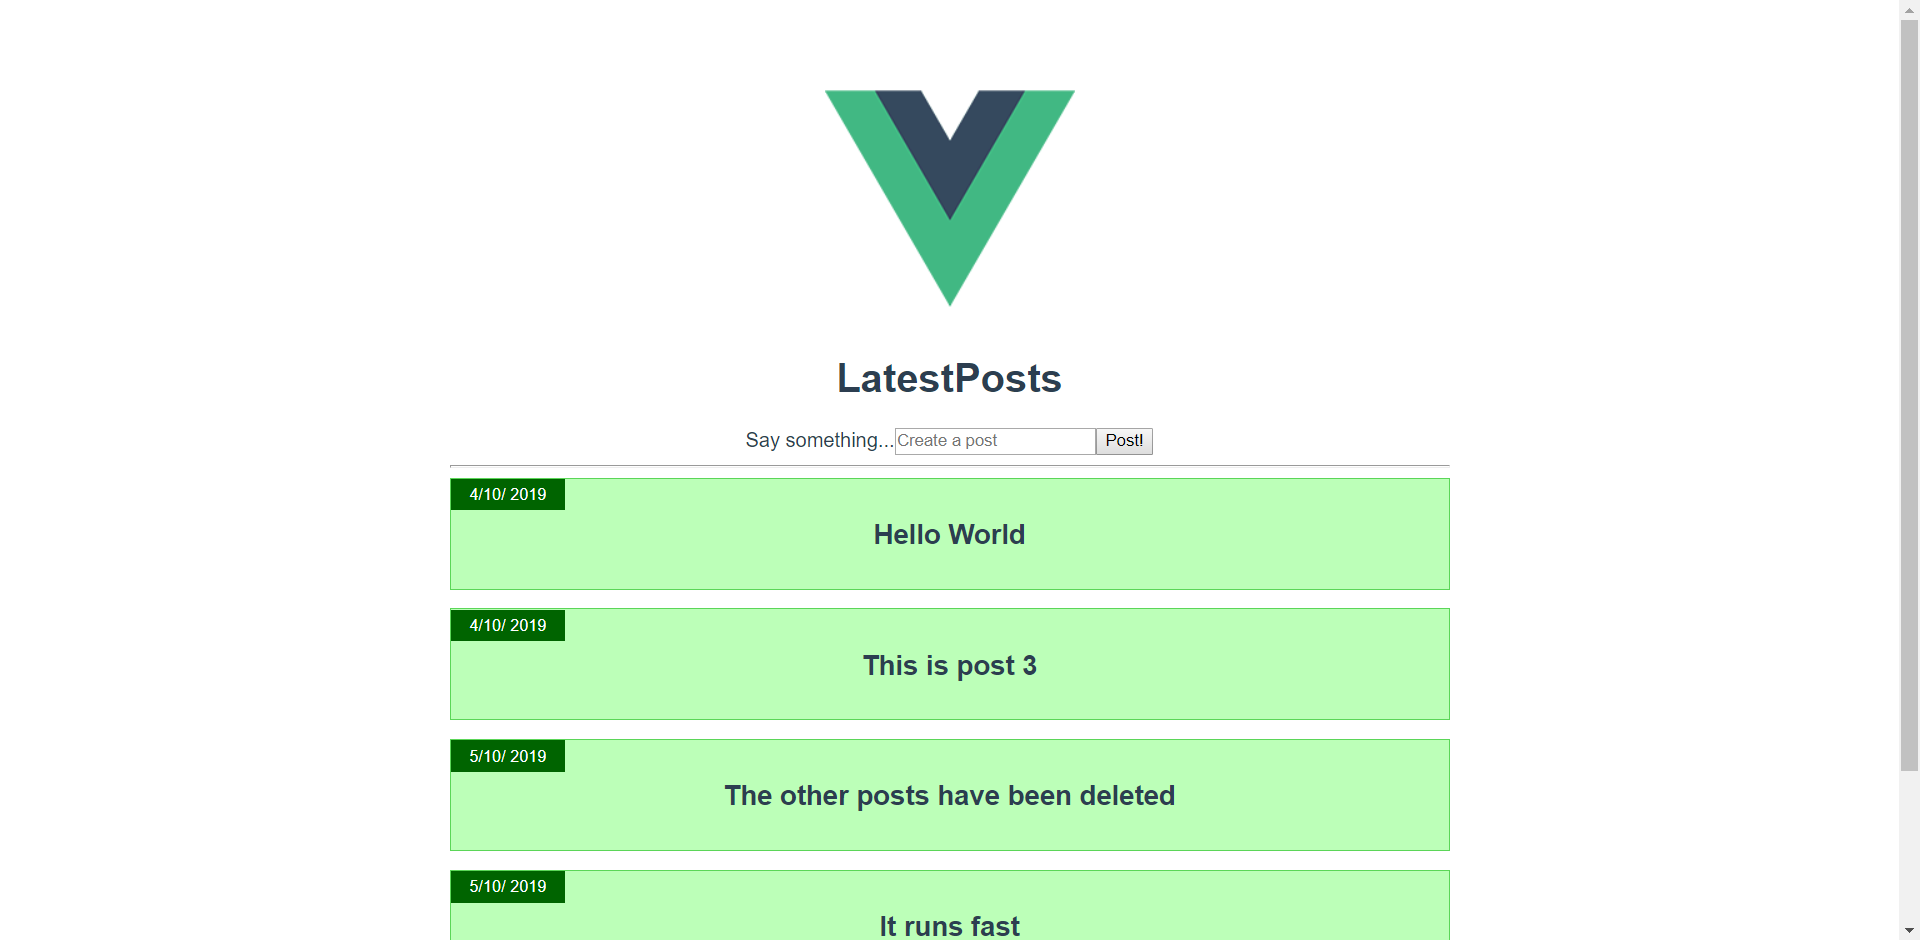 LatestPosts
Say something... Create a post Post!
4/10/ 2019
Hello World
4/10/ 2019
This is post 3
5/10/ 2019
The other posts have been deleted
5/10/ 2019
It runs fast